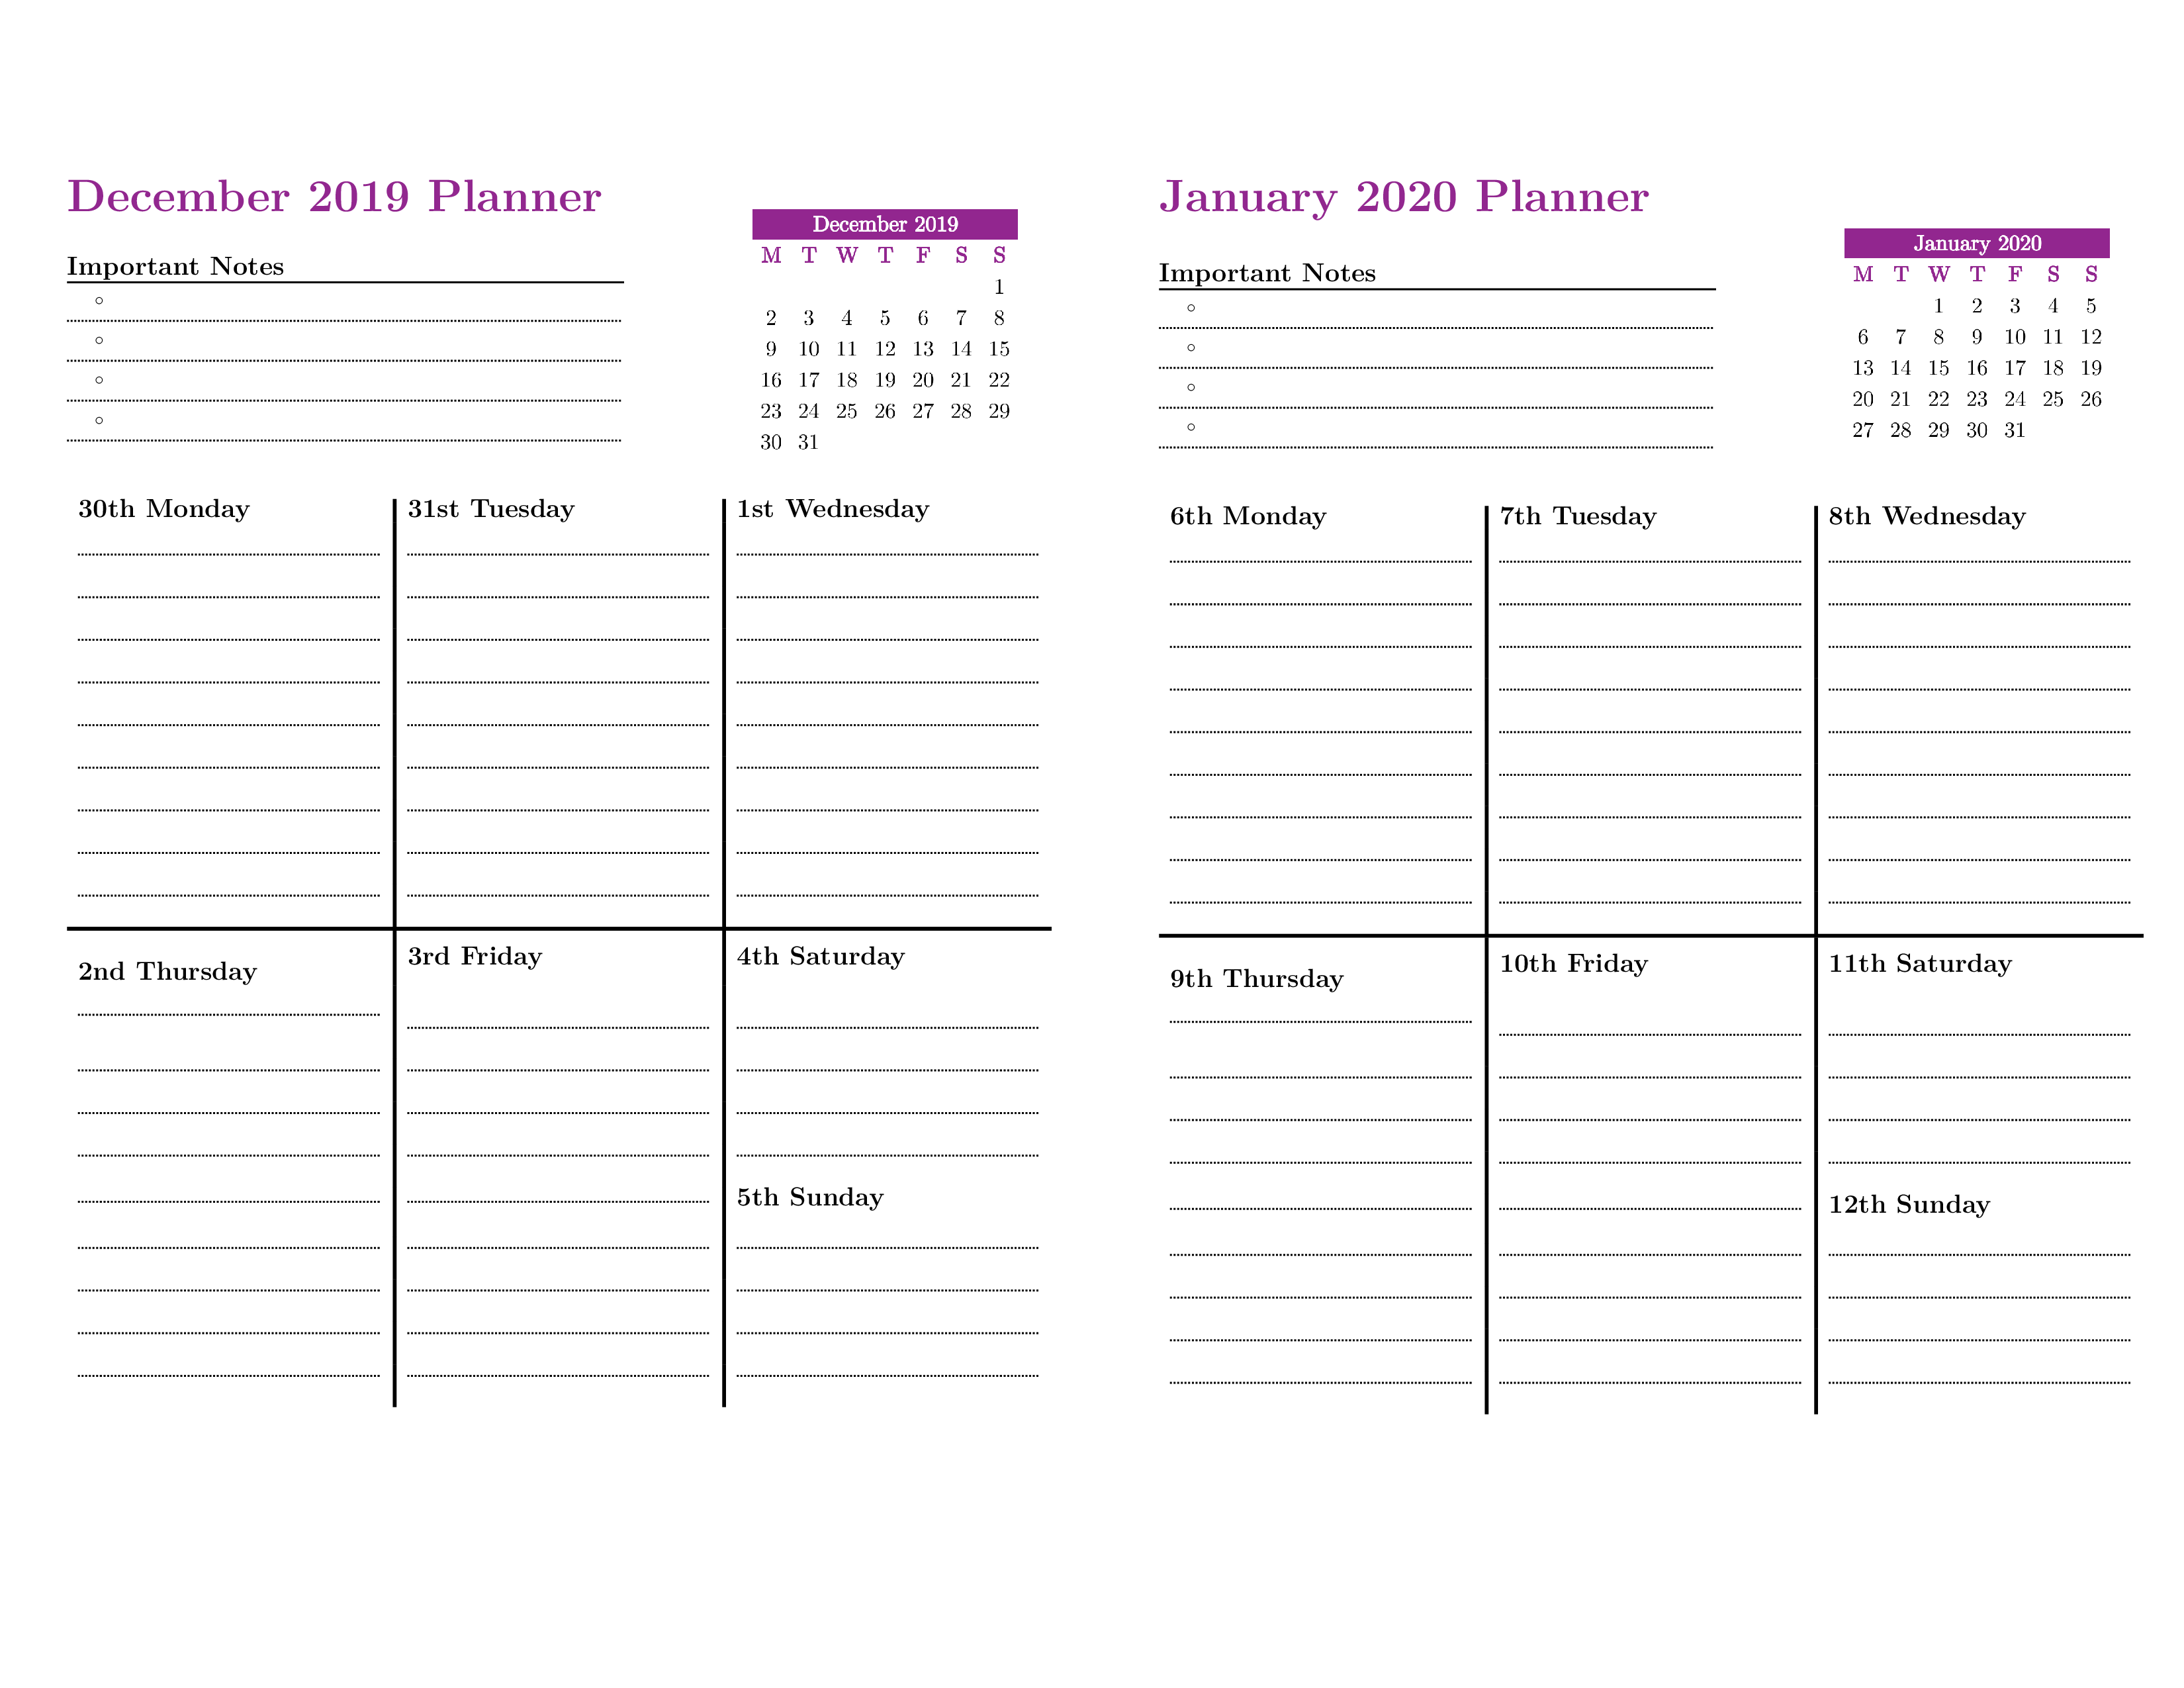 December 2019 Planner
December 2019
M T W T F S S
Important Notes
1
2 3 4 5 6 7 8
9 10 11 12 13 14 15
16 17 18 19 20 21 22
23 24 25 26 27 28 29
30 31
30th Monday
31st Tuesday
1st Wednesday
2nd Thursday
3rd Friday
4th Saturday
5th Sunday
January 2020 Planner
January 2020
M T W T F S S
Important Notes
1 2 3 4 5
6 7 8 9 10 11 12
13 14 15 16 17 18 19
20 21 22 23 24 25 26
27 28 29 30 31
6th Monday
7th Tuesday
8th Wednesday
9th Thursday
10th Friday
11th Saturday
12th Sunday